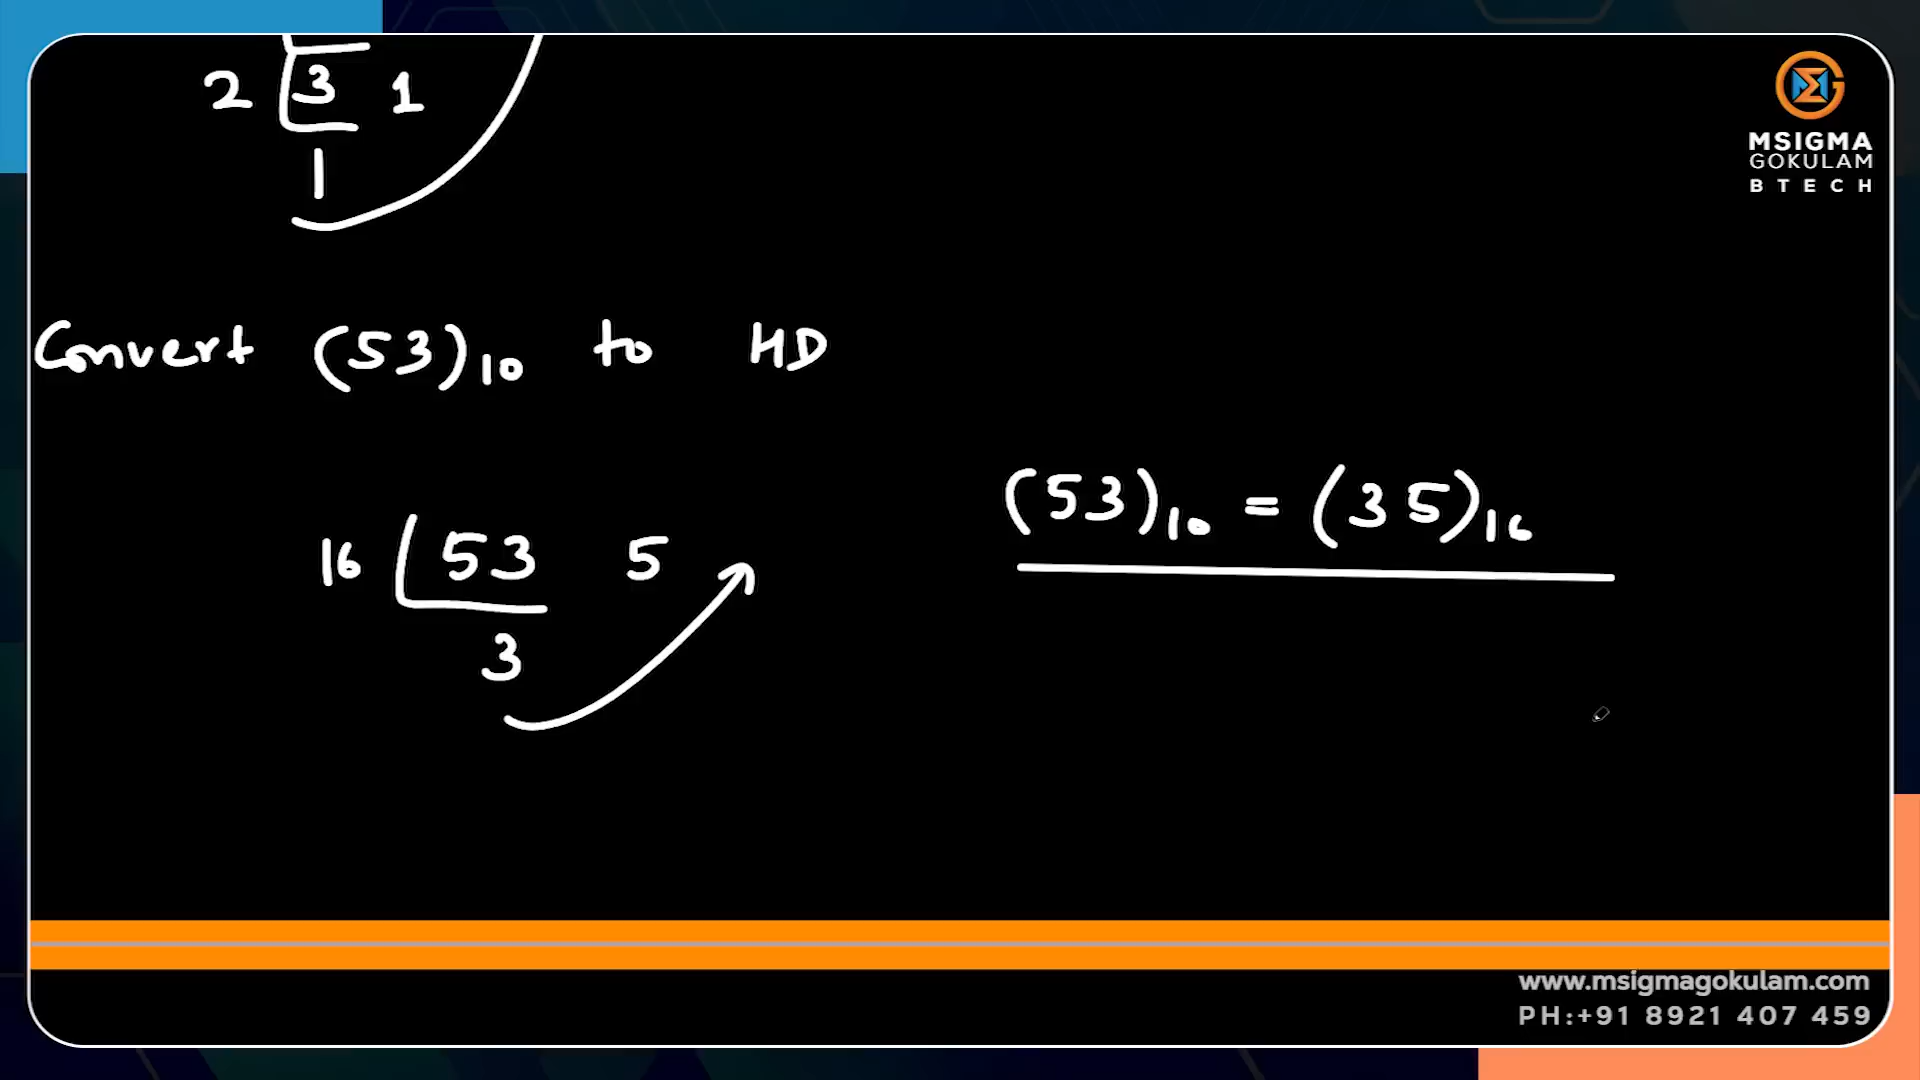 2 3 1
1
Convert (53)₁₀ to HD
(53)₁₀ = (35)₁₆
16 53 5
3
MSIGMA
GOKULAM
BTECH
www.msigmagokulam.com
PH:+91 8921 407 459